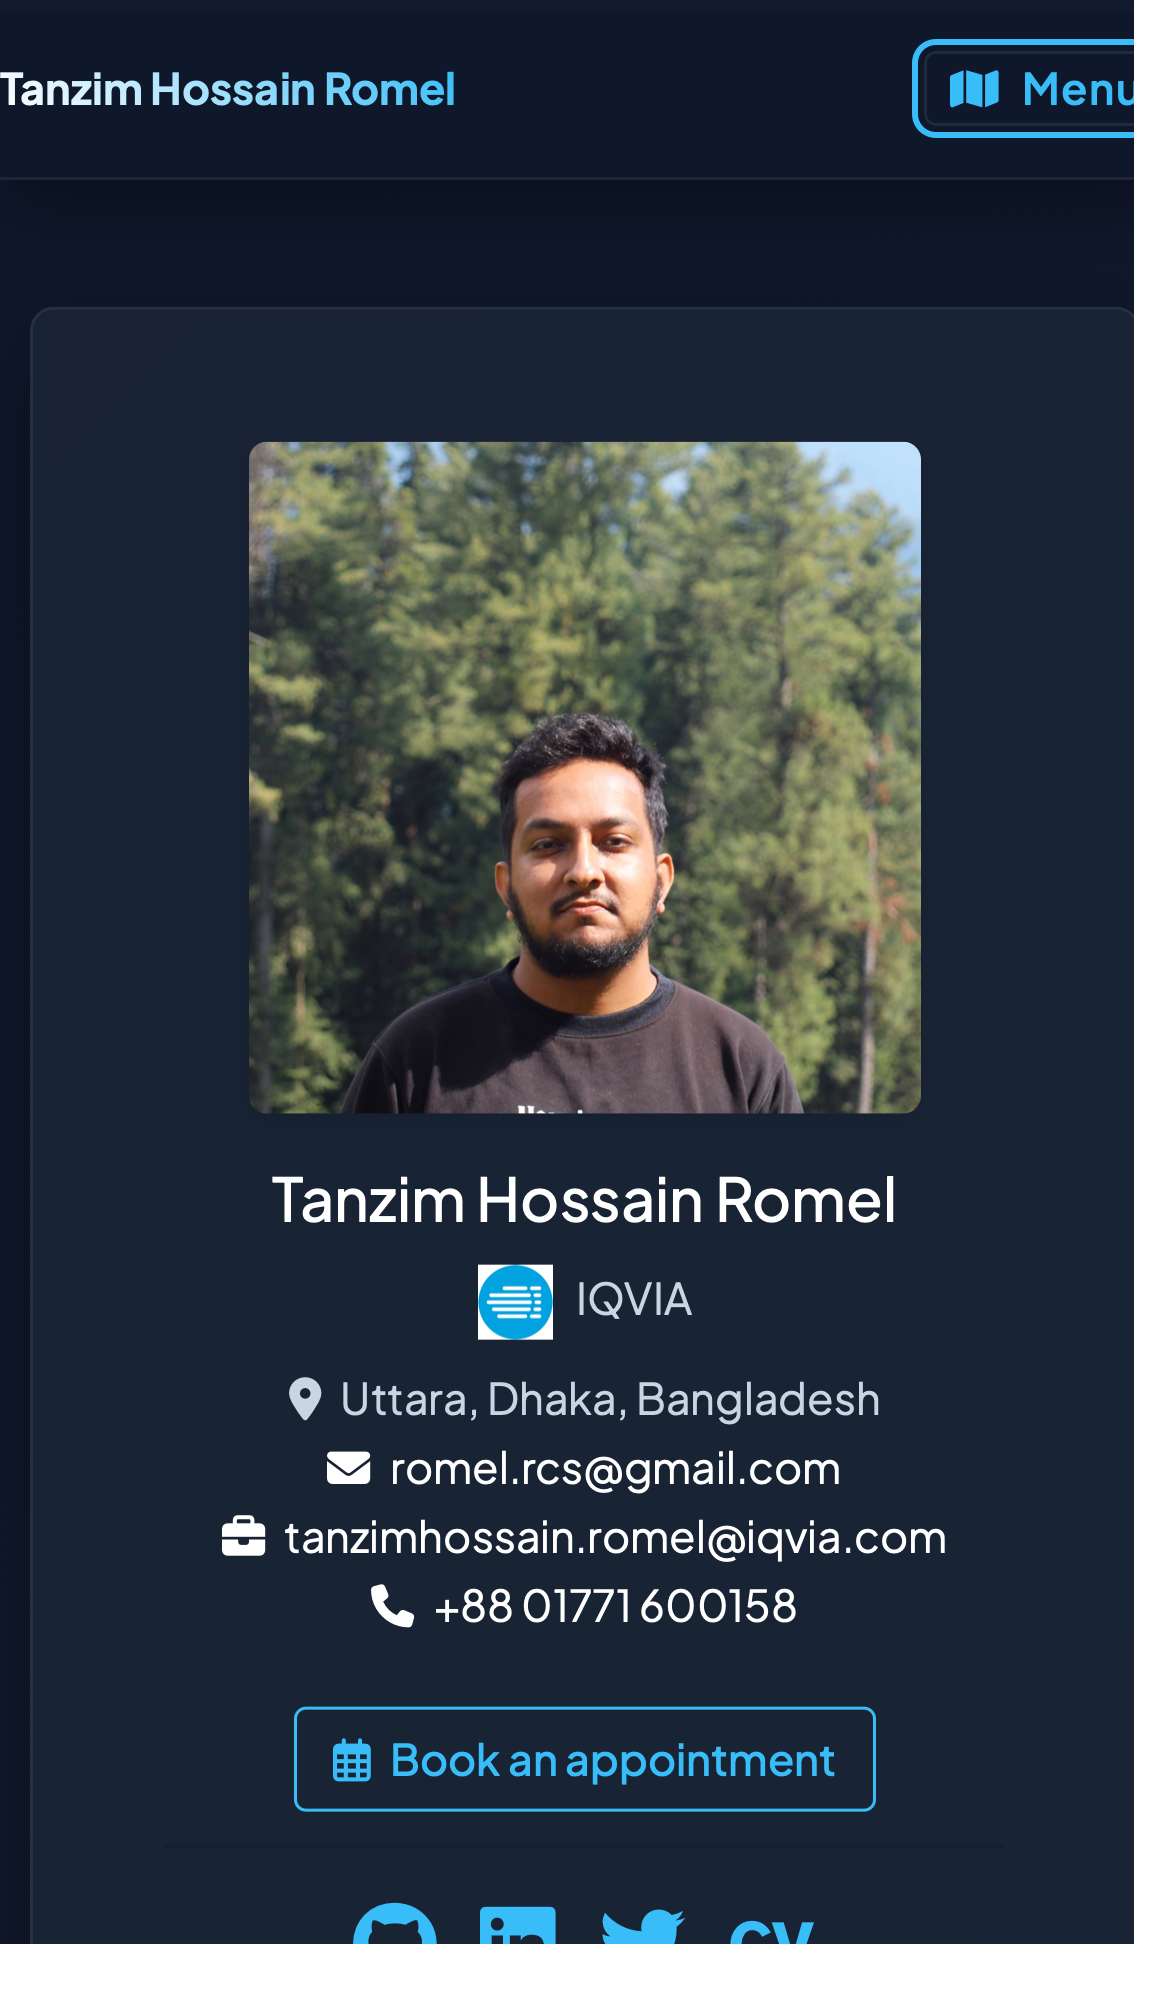 Tanzim Hossain Romel
Menu
Tanzim Hossain Romel
IQVIA
Uttara, Dhaka, Bangladesh
romel.rcs@gmail.com
tanzimhossain.romel@iqvia.com
+88 01771 600158
Book an appointment
in
cv